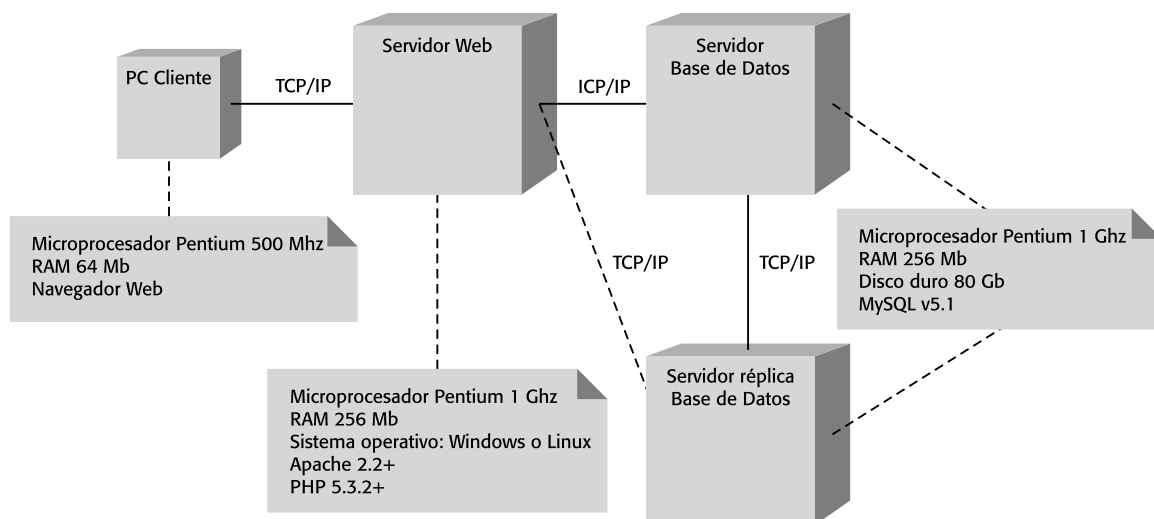 PC Cliente
TCP/IP
Servidor Web
ICP/IP
Servidor
Base de Datos
Microprocesador Pentium 500 Mhz
RAM 64 Mb
Navegador Web
TCP/IP
TCP/IP
Microprocesador Pentium 1 Ghz
RAM 256 Mb
Disco duro 80 Gb
MySQL v5.1
Microprocesador Pentium 1 Ghz
RAM 256 Mb
Sistema operativo: Windows o Linux
Apache 2.2+
PHP 5.3.2+
Servidor réplica
Base de Datos